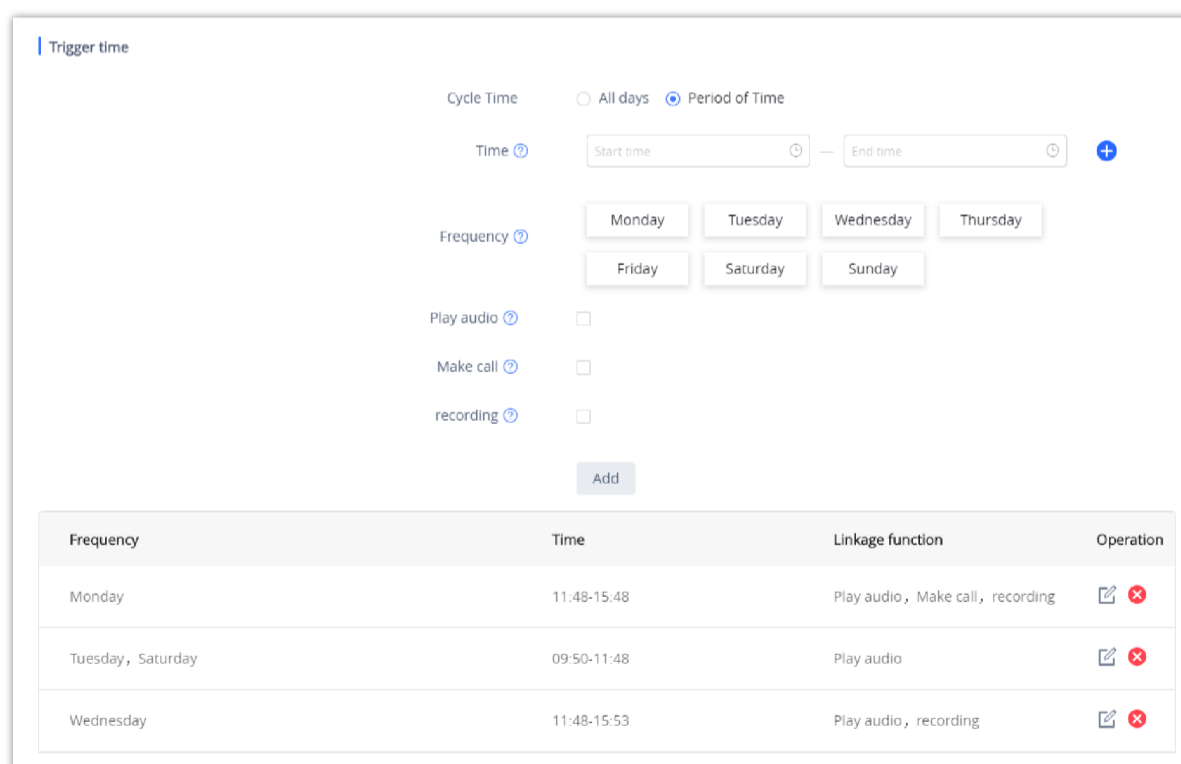 Trigger time
Cycle Time All days Period of Time
Time Start time — End time
Monday Tuesday Wednesday Thursday
Frequency
Friday Saturday Sunday
Play audio
Make call
recording
Add
Frequency Time Linkage function Operation
Monday 11:48-15:48 Play audio，Make call，recording
Tuesday，Saturday 09:50-11:48 Play audio
Wednesday 11:48-15:53 Play audio，recording